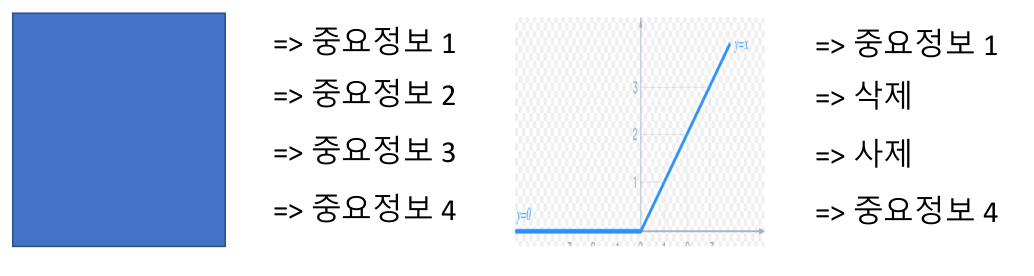 => 중요정보 1
=> 중요정보 2
=> 중요정보 3
=> 중요정보 4
y=x
3
2
1
y=0
=> 중요정보 1
=> 삭제
=> 사제
=> 중요정보 4